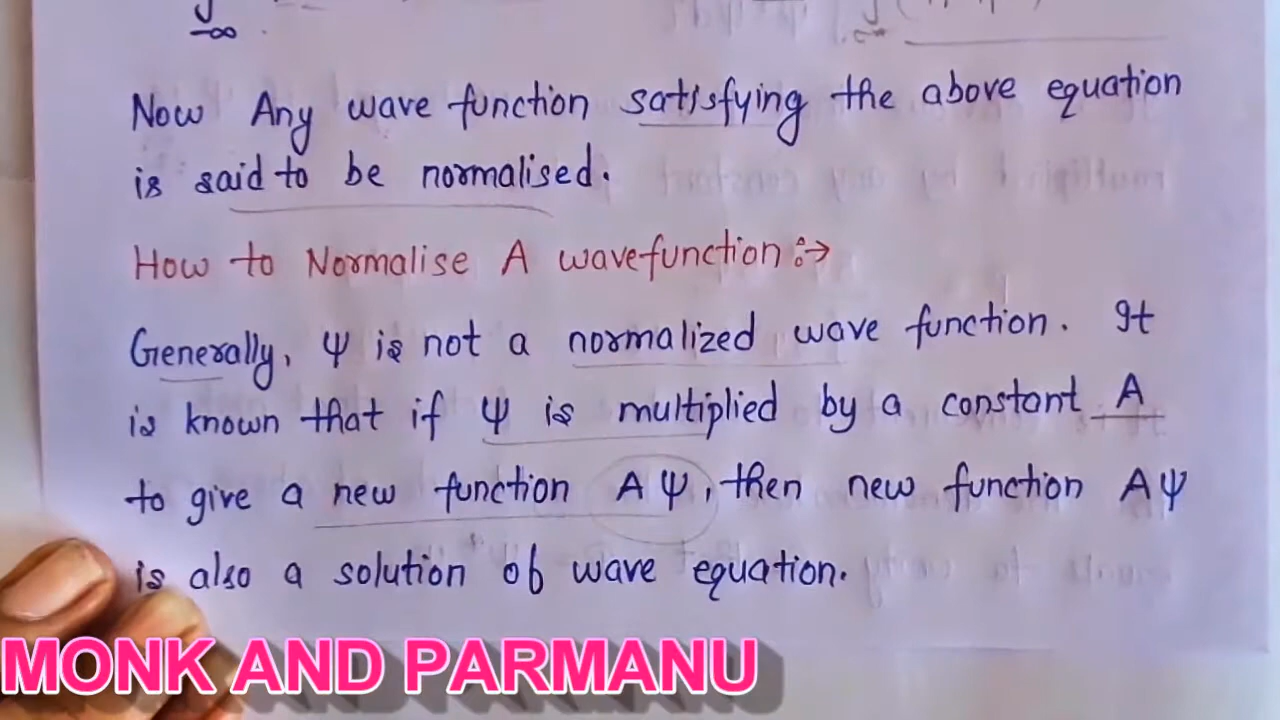 -∞
Now Any wave function satisfying the above equation
is said to be normalised.
How to Normalise A wavefunction :→
Generally, Ψ is not a normalized wave function. It
is known that if Ψ is multiplied by a constant A
to give a new function AΨ, then new function AΨ
is also a solution of wave equation.
MONK AND PARMANU